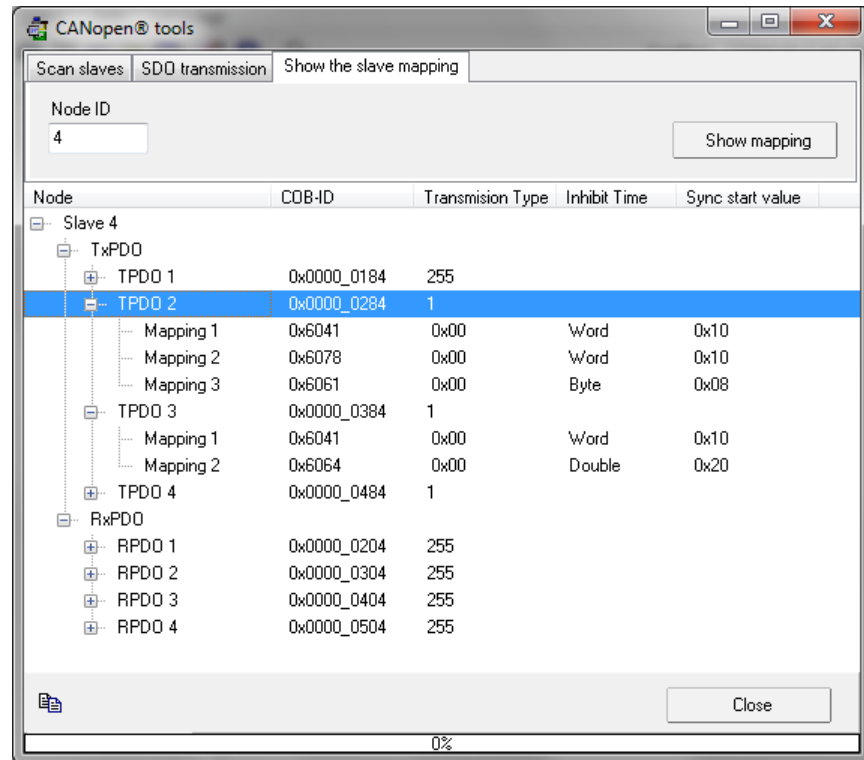 CANopen® tools
Scan slaves SDO transmission Show the slave mapping
Node ID
4
Show mapping
Node COB-ID Transmision Type Inhibit Time Sync start value
Slave 4
TxPDO
TPDO 1 0x0000_0184 255
TPDO 2 0x0000_0284 1
Mapping 1 0x6041 0x00 Word 0x10
Mapping 2 0x6078 0x00 Word 0x10
Mapping 3 0x6061 0x00 Byte 0x08
TPDO 3 0x0000_0384 1
Mapping 1 0x6041 0x00 Word 0x10
Mapping 2 0x6064 0x00 Double 0x20
TPDO 4 0x0000_0484 1
RxPDO
RPDO 1 0x0000_0204 255
RPDO 2 0x0000_0304 255
RPDO 3 0x0000_0404 255
RPDO 4 0x0000_0504 255
Close
0%